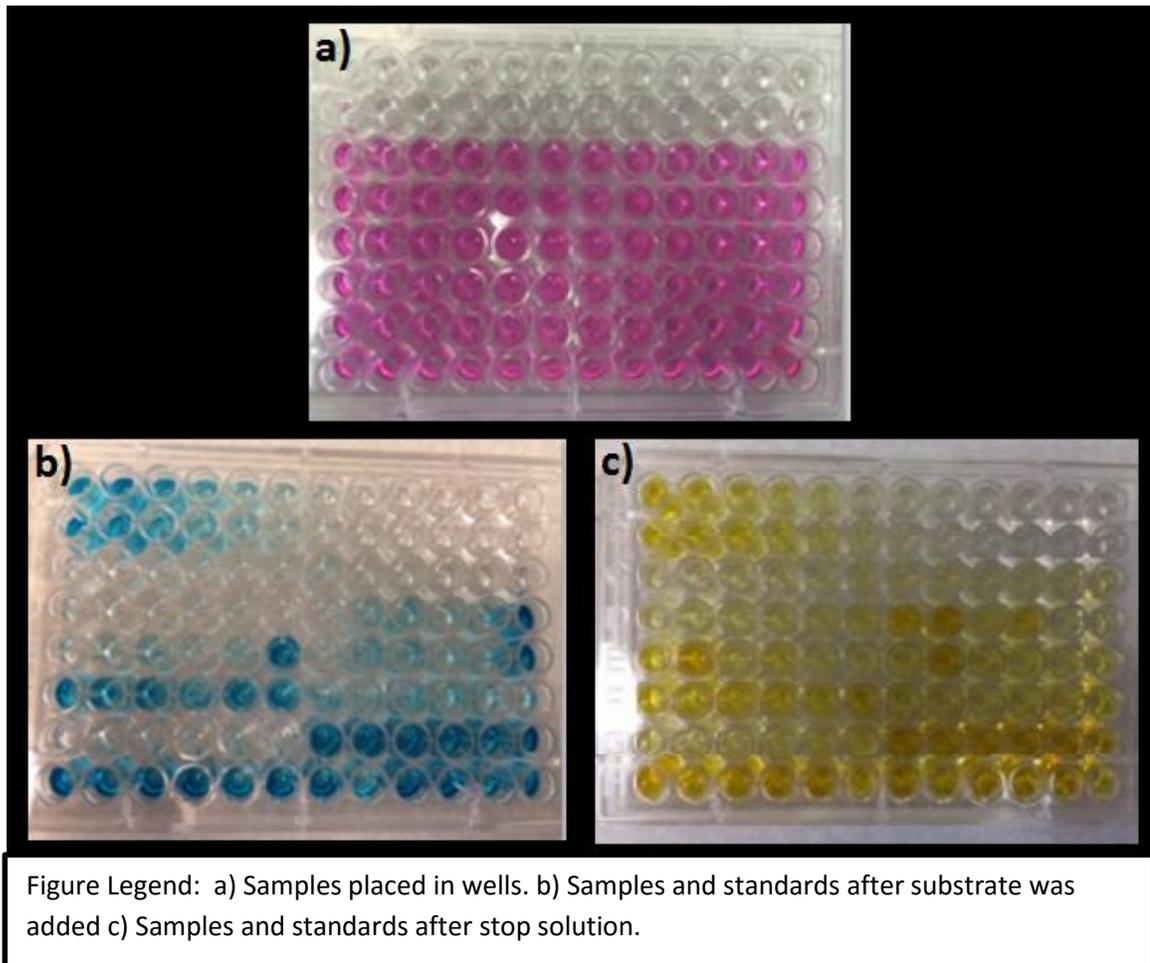 a)
b)
c)
Figure Legend:  a) Samples placed in wells. b) Samples and standards after substrate was
added c) Samples and standards after stop solution.